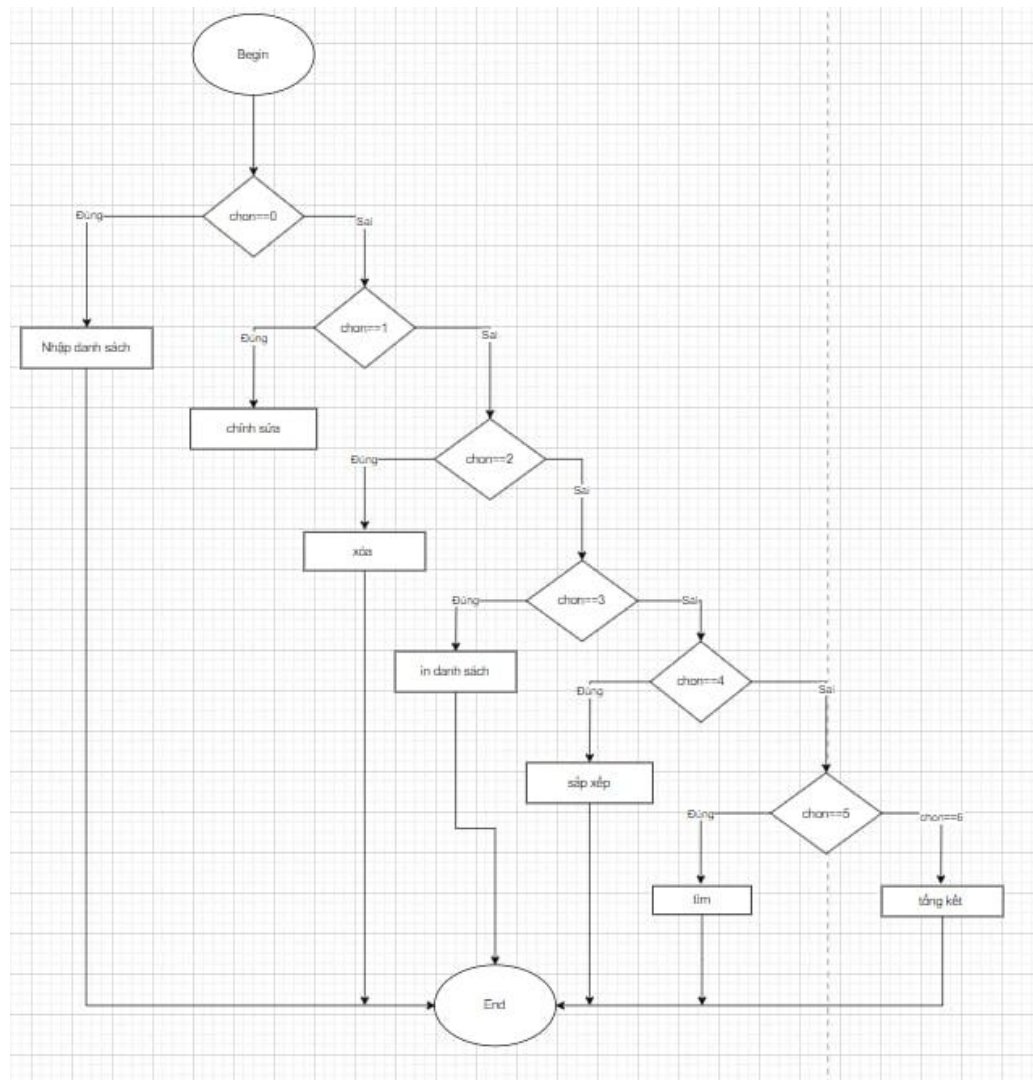 Begin
chon==0
Đúng
Sai
chon==1
Nhập danh sách
Đúng
Sai
chỉnh sửa
chon==2
Đúng
Sai
xóa
chon==3
Đúng
Sai
in danh sách
chon==4
Đúng
Sai
sắp xếp
chon==5
Đúng
chon==6
tìm
tổng kết
End